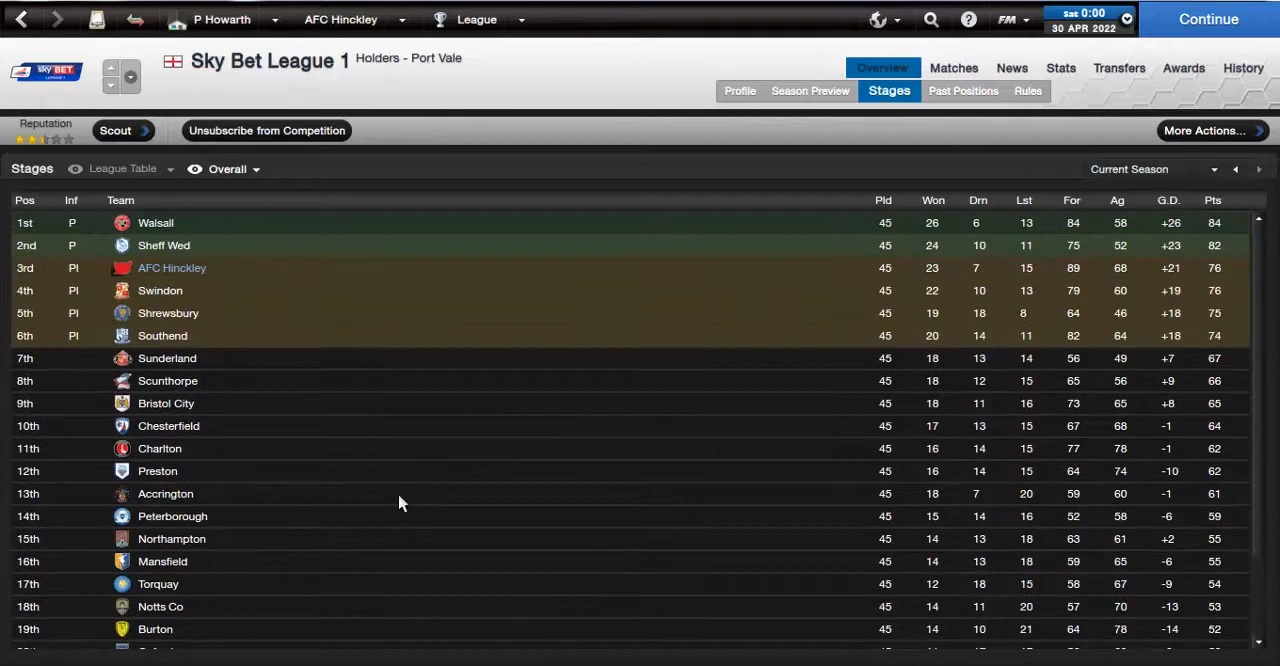 P Howarth AFC Hinckley League FM Sat 0:00 30 APR 2022 Continue
sky BET Sky Bet League 1 Holders - Port Vale
Overview Matches News Stats Transfers Awards History
Profile Season Preview Stages Past Positions Rules
Reputation Scout Unsubscribe from Competition More Actions...
Stages League Table Overall Current Season
Pos Inf Team Pld Won Drn Lst For Ag G.D. Pts
1st P Walsall 45 26 6 13 84 58 +26 84
2nd P Sheff Wed 45 24 10 11 75 52 +23 82
3rd Pl AFC Hinckley 45 23 7 15 89 68 +21 76
4th Pl Swindon 45 22 10 13 79 60 +19 76
5th Pl Shrewsbury 45 19 18 8 64 46 +18 75
6th Pl Southend 45 20 14 11 82 64 +18 74
7th Sunderland 45 18 13 14 56 49 +7 67
8th Scunthorpe 45 18 12 15 65 56 +9 66
9th Bristol City 45 18 11 16 73 65 +8 65
10th Chesterfield 45 17 13 15 67 68 -1 64
11th Charlton 45 16 14 15 77 78 -1 62
12th Preston 45 16 14 15 64 74 -10 62
13th Accrington 45 18 7 20 59 60 -1 61
14th Peterborough 45 15 14 16 52 58 -6 59
15th Northampton 45 14 13 18 63 61 +2 55
16th Mansfield 45 14 13 18 59 65 -6 55
17th Torquay 45 12 18 15 58 67 -9 54
18th Notts Co 45 14 11 20 57 70 -13 53
19th Burton 45 14 10 21 64 78 -14 52